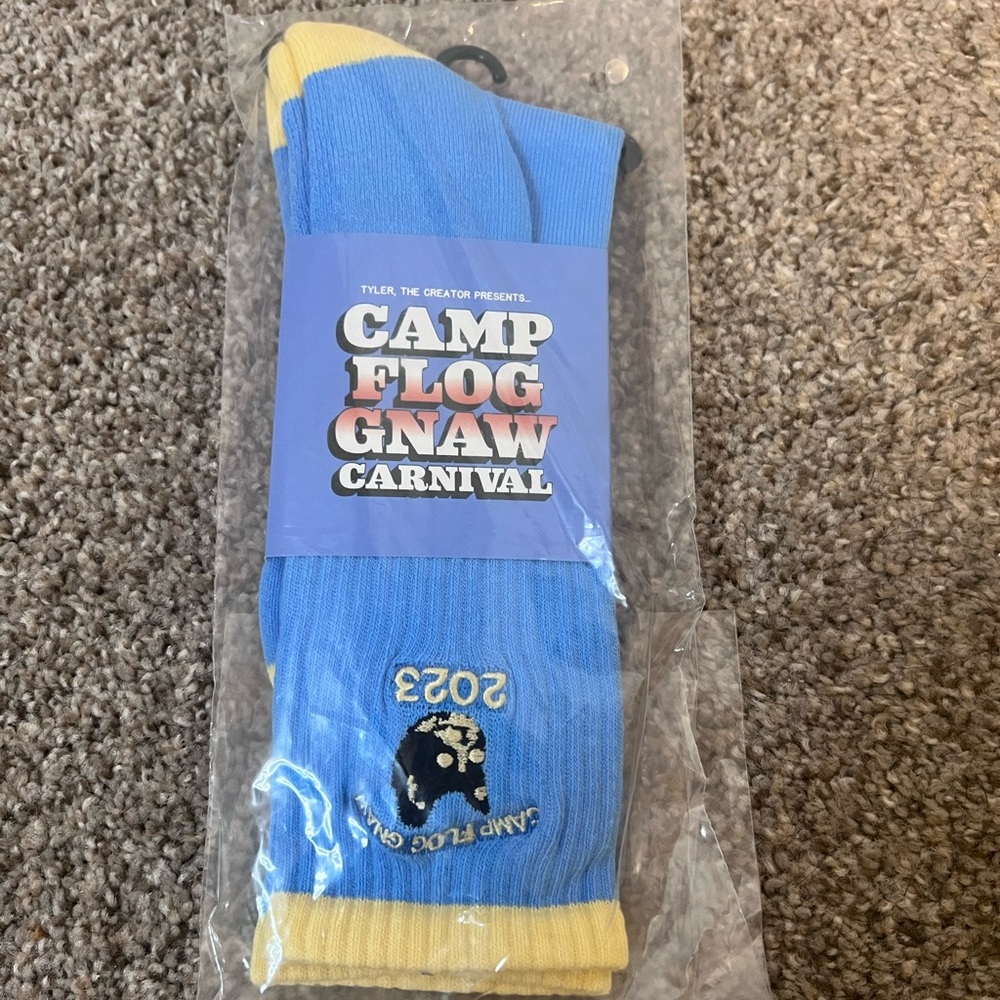 TYLER, THE CREATOR PRESENTS...
CAMP
FLOG
GNAW
CARNIVAL
2023
CAMP FLOG GNAW